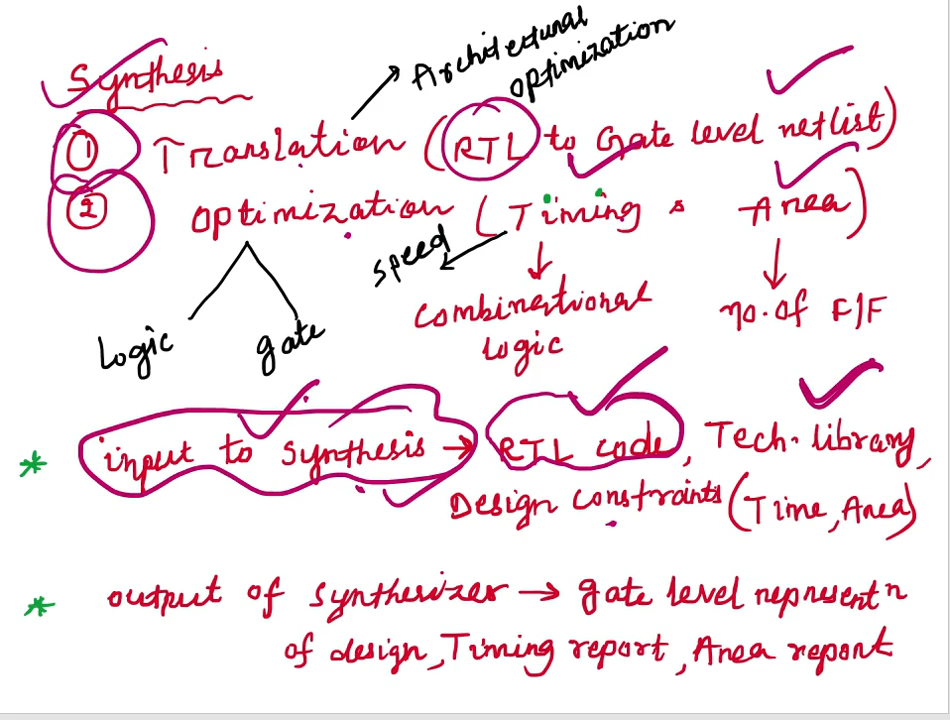 Synthesis
Architectural
optimization
① Translation (RTL to Gate level netlist)
② optimization (Timing & Area)
speed
logic gate
combinational no. of F/F
logic
* input to synthesis → RTL code, Tech. library,
Design constraints (Time, Area)
* output of synthesizer → gate level representn
of design, Timing report, Area report